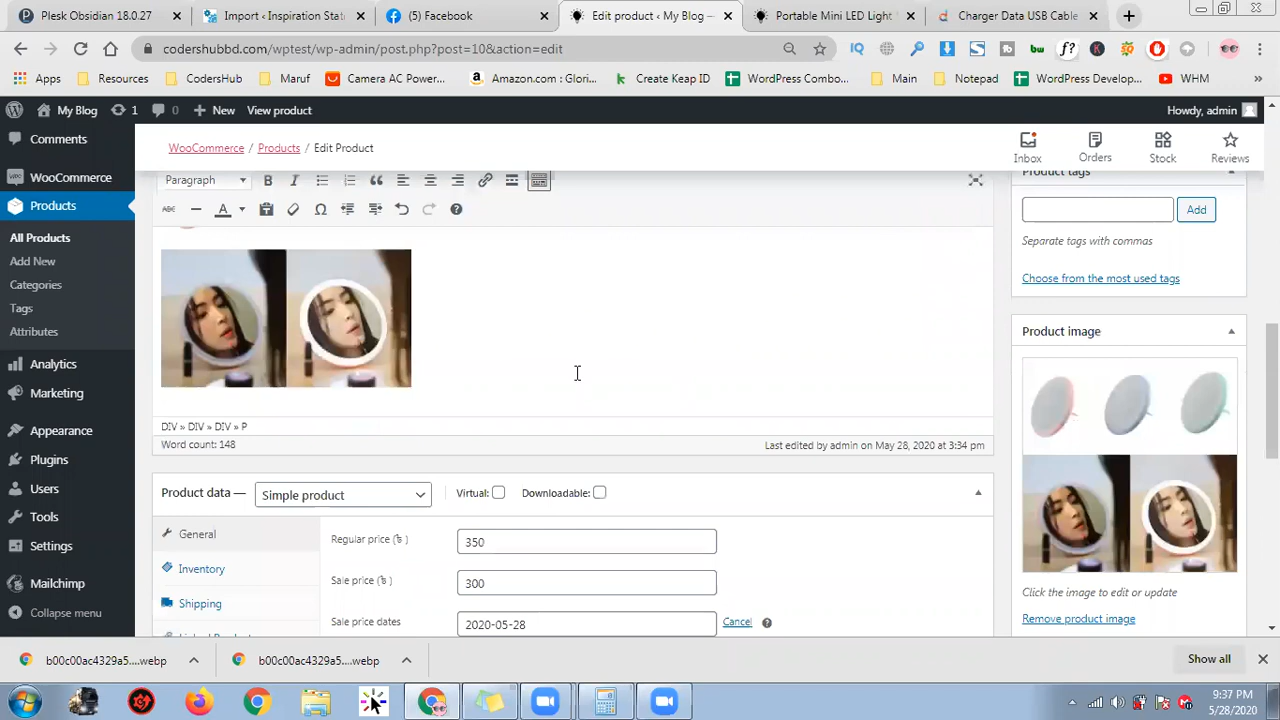 Plesk Obsidian 18.0.27
Import ‹ Inspiration Stati
(5) Facebook
Edit product ‹ My Blog —
Portable Mini LED Light
Charger Data USB Cable
codershubbd.com/wptest/wp-admin/post.php?post=10&action=edit
Apps
Resources
CodersHub
Maruf
Camera AC Powe...
Amazon.com : Glori...
Create Keap ID
WordPress Combo...
Main
Notepad
WordPress Develop...
WHM
»
My Blog
1
0
New
View product
Howdy, admin
Comments
WooCommerce
Products
All Products
Add New
Categories
Tags
Attributes
Analytics
Marketing
Appearance
Plugins
Users
Tools
Settings
Mailchimp
Collapse menu
WooCommerce / Products / Edit Product
Inbox
Orders
Stock
Reviews
Paragraph
DIV » DIV » DIV » P
Word count: 148
Last edited by admin on May 28, 2020 at 3:34 pm
Product data —
Simple product
Virtual:
Downloadable:
General
Inventory
Shipping
Regular price (৳ )
350
Sale price (৳ )
300
Sale price dates
2020-05-28
Cancel
Product tags
Add
Separate tags with commas
Choose from the most used tags
Product image
Click the image to edit or update
Remove product image
b00c00ac4329a5....webp
b00c00ac4329a5....webp
Show all
9:37 PM
5/28/2020